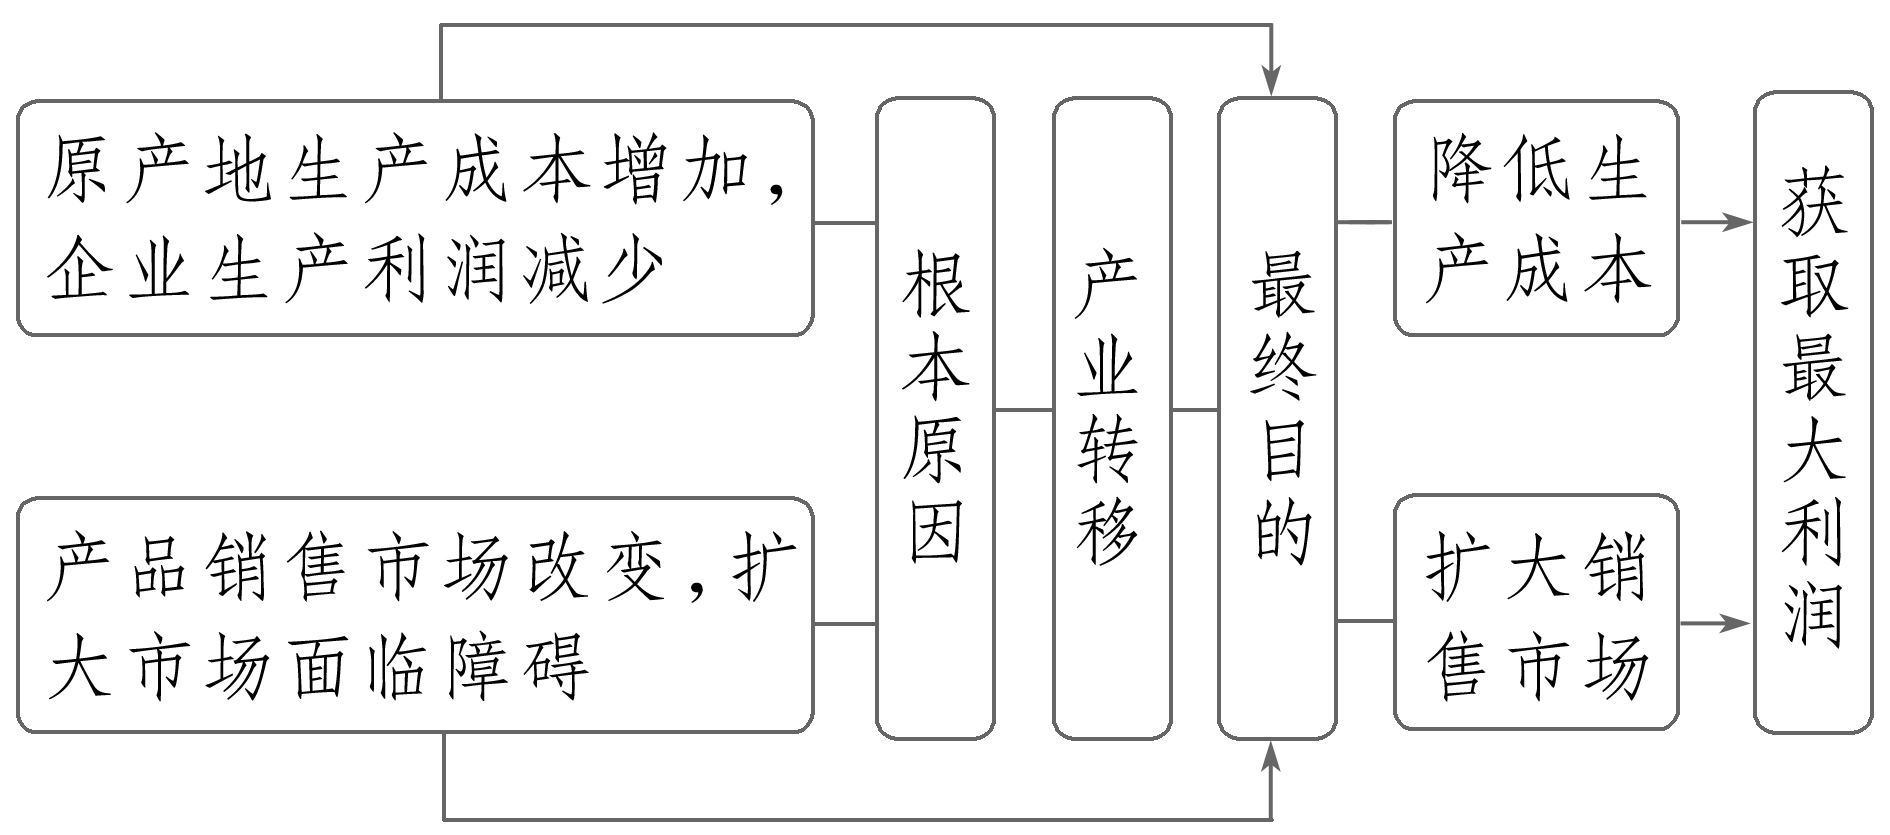 原产地生产成本增加，
企业生产利润减少
产品销售市场改变，扩
大市场面临障碍
根本原因
产业转移
最终目的
降低生
产成本
扩大销
售市场
获取最大利润